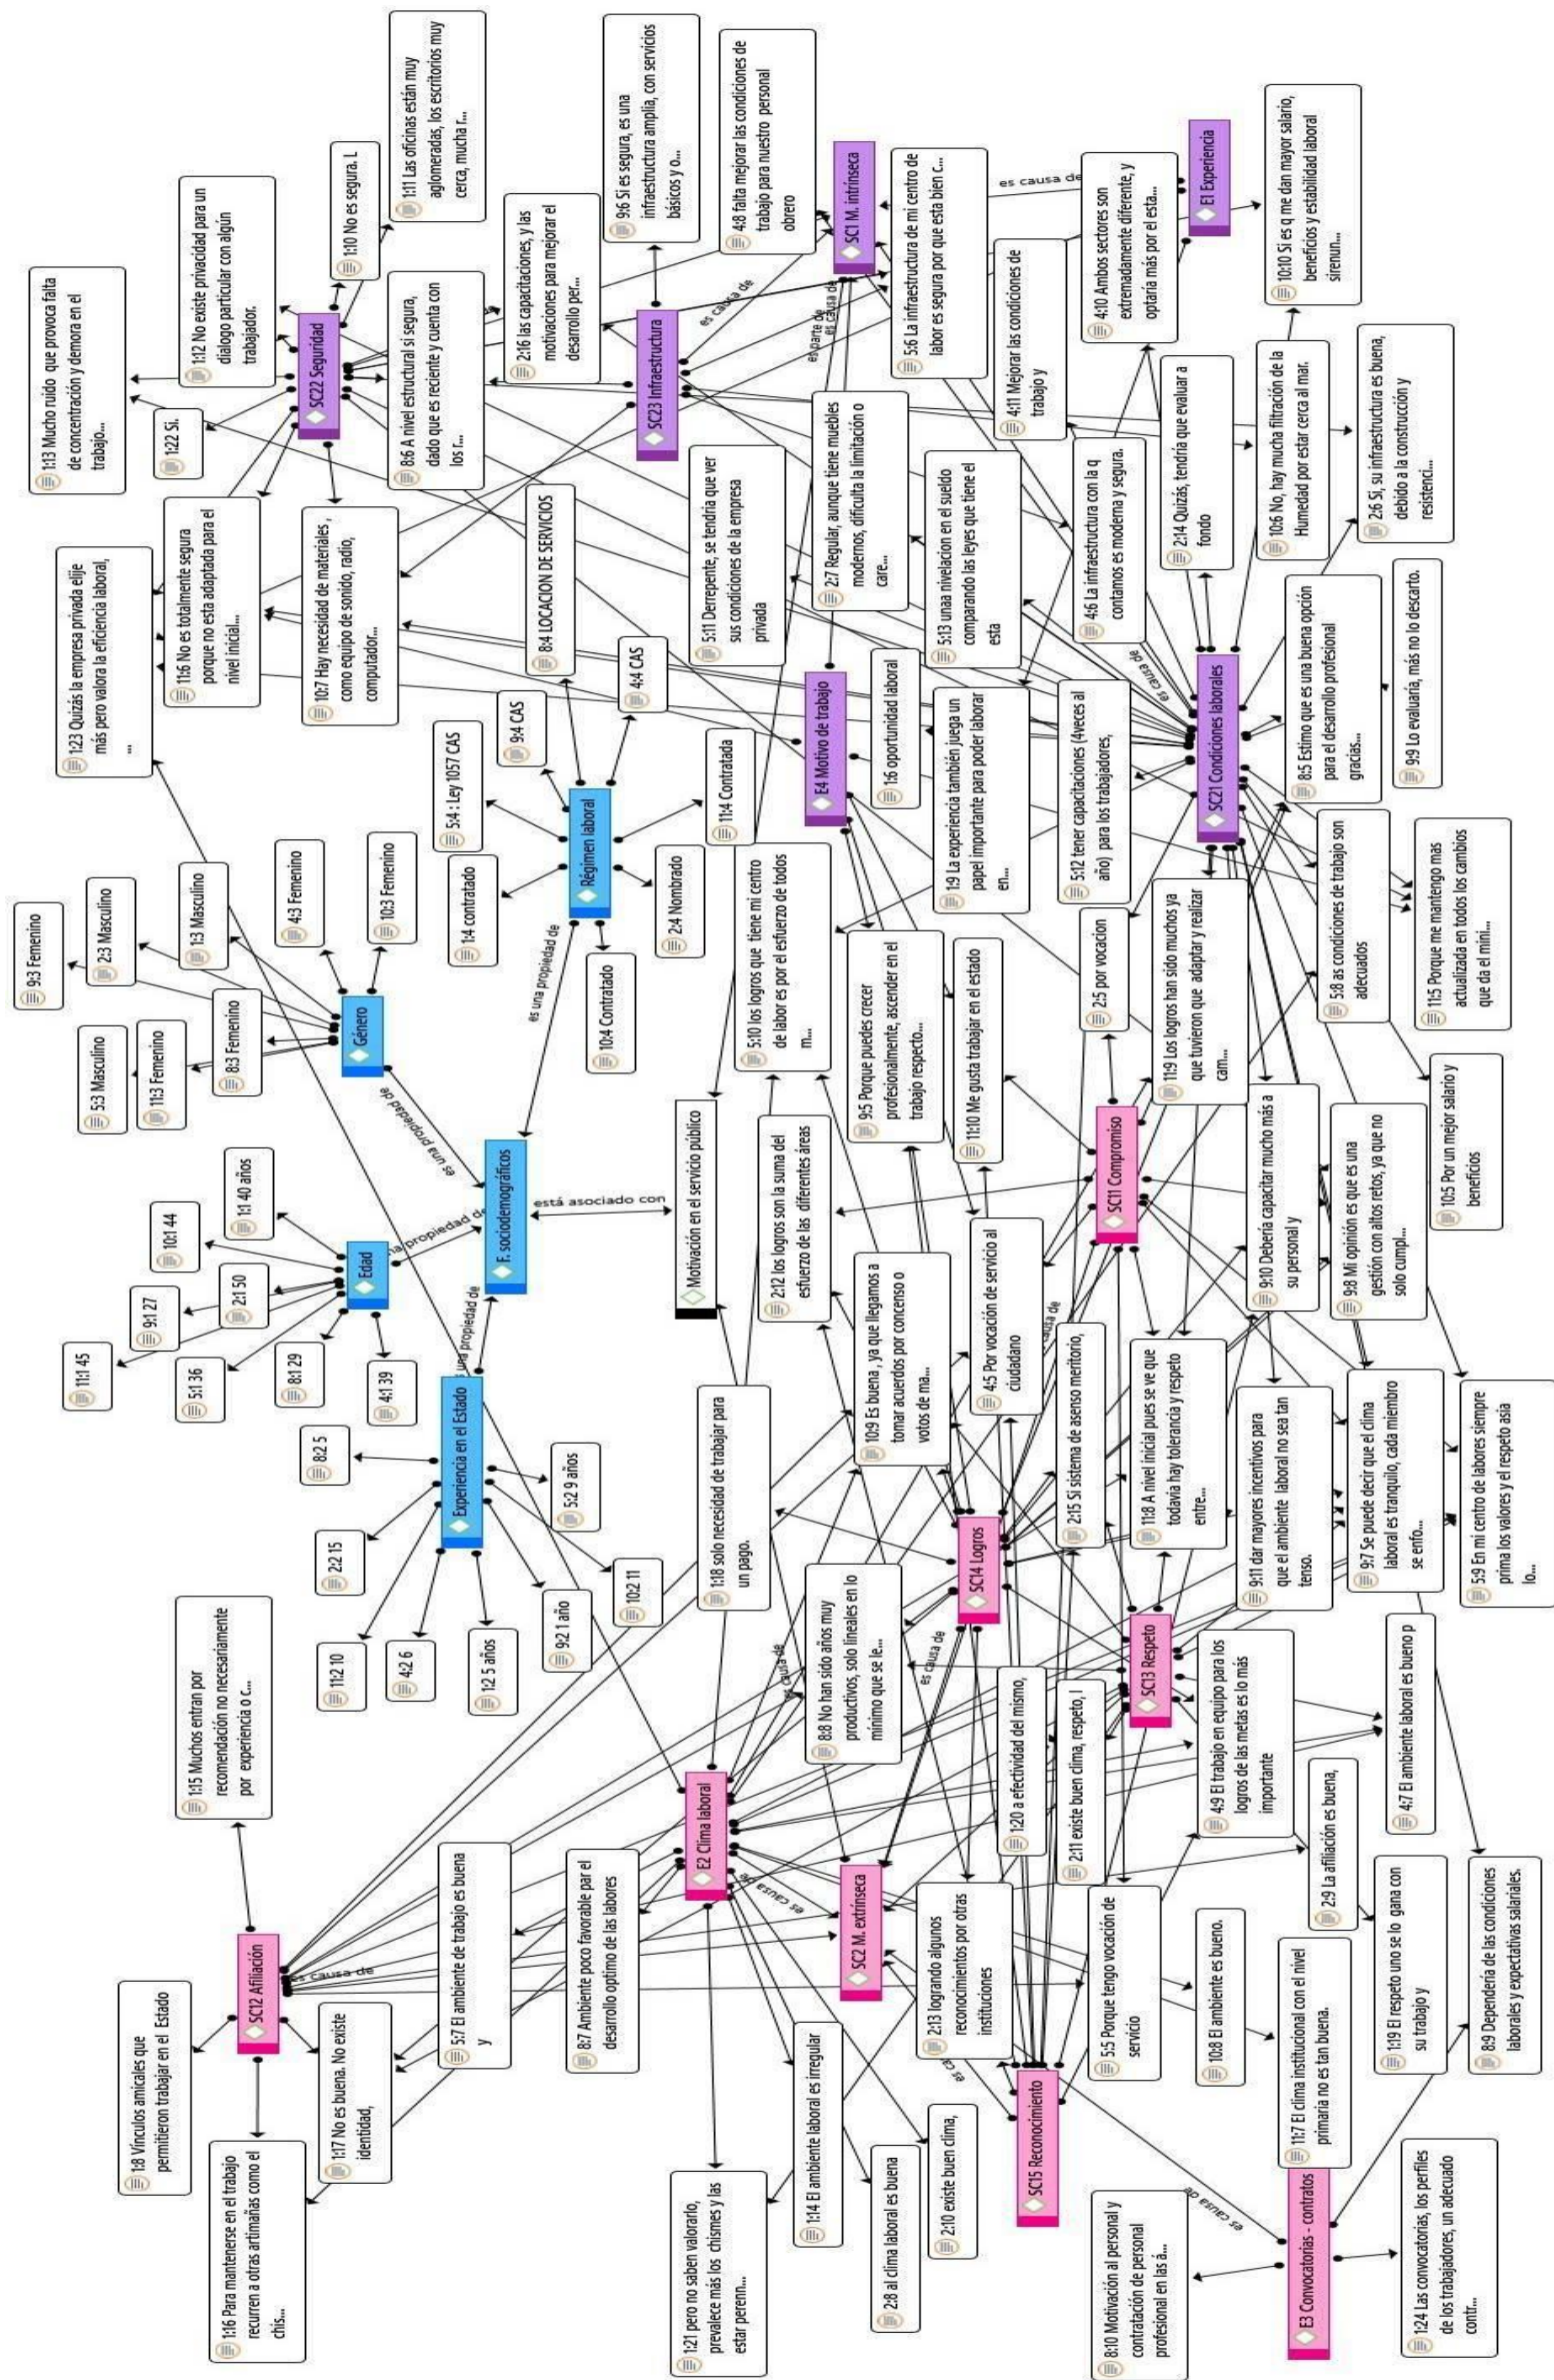 1:8 Vínculos amicales que
permitieron trabajar en el Estado
1:15 Muchos entran por
recomendación no necesariamente
por experiencia o c...
1:16 Para mantenerse en el trabajo
recurren a otras artimañas como el
chis...
SC12 Afiliación
1:17 No es buena. No existe
identidad,
es causa de
5:7 El ambiente de trabajo es buena
y
8:7 Ambiente poco favorable par el
desarrollo optimo de las labores
1:21 pero no saben valorarlo,
prevalece más los chismes y las
estar perenn...
1:14 El ambiente laboral es irregular
2:8 al clima laboral es buena
2:10 existe buen clima,
E2 Clima laboral
es causa de
SC2 M. extrínseca
2:13 logrando algunos
reconocimientos por otras
instituciones
SC15 Reconocimiento
5:5 Porque tengo vocación de
servicio
10:8 El ambiente es bueno.
11:7 El clima institucional con el nivel
primaria no es tan buena.
8:10 Motivación al personal y
contratación de personal
profesional en las á...
es causa de
E3 Convocatorias - contratos
1:24 Las convocatorias, los perfiles
de los trabajadores, un adecuado
contr...
8:9 Dependería de las condiciones
laborales y expectativas salariales.
1:19 El respeto uno se lo gana con
su trabajo y
2:9 La afiliación es buena,
4:7 El ambiente laboral es bueno p
4:9 El trabajo en equipo para los
logros de las metas es lo más
importante
2:11 existe buen clima, respeto, l
1:20 a efectividad del mismo,
8:8 No han sido años muy
productivos, solo lineales en lo
mínimo que se le...
es causa de
1:18 solo necesidad de trabajar para
un pago.
11:2 10
2:2 15
8:2 5
4:2 6
1:2 5 años
9:2 1 año
10:2 11
5:2 9 años
Experiencia en el Estado
una propiedad de
11:1 45
9:1 27
10:1 44
5:1 36
2:1 50
1:1 40 años
8:1 29
4:1 39
Edad
propiedad de
F. sociodemográficos
está asociado con
Motivación en el servicio público
5:3 Masculino
9:3 Femenino
11:3 Femenino
2:3 Masculino
8:3 Femenino
1:3 Masculino
4:3 Femenino
10:3 Femenino
Género
es una propiedad de
1:4 contratado
5:4 : Ley 1057 CAS
9:4 CAS
8:4 LOCACION DE SERVICIOS
4:4 CAS
Régimen laboral
es una propiedad de
10:4 Contratado
2:4 Nombrado
11:4 Contratada
5:10 los logros que tiene mi centro
de labor es por el esfuerzo de todos
m...
2:12 los logros son la suma del
esfuerzo de las diferentes áreas
10:9 Es buena , ya que llegamos a
tomar acuerdos por concenso o
votos de ma...
9:5 Porque puedes crecer
profesionalmente, ascender en el
trabajo respecto...
11:10 Me gusta trabajar en el estado
4:5 Por vocación de servicio al
ciudadano
SC14 Logros
es causa de
SC11 Compromiso
2:5 por vocacion
SC13 Respeto
2:15 Si sistema de asenso meritorio,
11:8 A nivel inicial pues se ve que
todavia hay tolerancia y respeto
entre...
9:11 dar mayores incentivos para
que el ambiente laboral no sea tan
tenso.
9:7 Se puede decir que el clima
laboral es tranquilo, cada miembro
se enfo...
5:9 En mi centro de labores siempre
prima los valores y el respeto asia
lo...
9:8 Mi opinión es que es una
gestión con altos retos, ya que no
solo cumpl...
9:10 Debería capacitar mucho más a
su personal y
11:9 Los logros han sido muchos ya
que tuvieron que adaptar y realizar
cam...
10:5 Por un mejor salario y
beneficios
11:5 Porque me mantengo mas
actualizada en todos los cambios
que da el mini...
5:8 as condiciones de trabajo son
adecuados
9:9 Lo evaluaría, más no lo descarto.
8:5 Estimo que es una buena opción
para el desarrollo profesional
gracias...
SC21 Condiciones laborales
es causa de
5:12 tener capacitaciones (4veces al
año) para los trabajadores,
1:9 La experiencia también juega un
papel importante para poder laborar
en...
1:6 oportunidad laboral
E4 Motivo de trabajo
5:13 unaa nivelacion en el sueldo
comparando las leyes que tiene el
esta
2:7 Regular, aunque tiene muebles
modernos, dificulta la limitación o
care...
5:11 Derrepente, se tendria que ver
sus condiciones de la empresa
privada
4:6 La infraestructura con la q
contamos es moderna y segura.
2:14 Quizás, tendría que evaluar a
fondo
10:6 No, hay mucha filtración de la
Humedad por estar cerca al mar.
2:6 Si, su infraestructura es buena,
debido a la construcción y
resistenci...
10:10 Si es q me dan mayor salario,
beneficios y estabilidad laboral
sirenun...
4:10 Ambos sectores son
extremadamente diferente, y
optaría más por el esta...
4:11 Mejorar las condiciones de
trabajo y
5:6 La infraestructura de mi centro de
labor es segura por que esta bien c...
E1 Experiencia
es causa de
SC1 M. intrínseca
es parte de
es causa de
es causa de
4:8 falta mejorar las condiciones de
trabajo para nuestro personal
obrero
9:6 Si es segura, es una
infraestructura amplia, con servicios
básicos y o...
SC23 Infraestructura
2:16 las capacitaciones, y las
motivaciones para mejorar el
desarrollo per...
8:6 A nivel estructural si segura,
dado que es reciente y cuenta con
los r...
10:7 Hay necesidad de materiales ,
como equipo de sonido, radio,
computador...
11:6 No es totalmente segura
porque no esta adaptada para el
nivel inicial...
1:23 Quizás la empresa privada elije
más pero valora la eficiencia laboral,
...
1:22 Si.
1:13 Mucho ruido que provoca falta
de concentración y demora en el
trabajo...
1:12 No existe privacidad para un
dialogo particular con algún
trabajador.
SC22 Seguridad
1:10 No es segura. L
1:11 Las oficinas están muy
aglomeradas, los escritorios muy
cerca, mucha r...